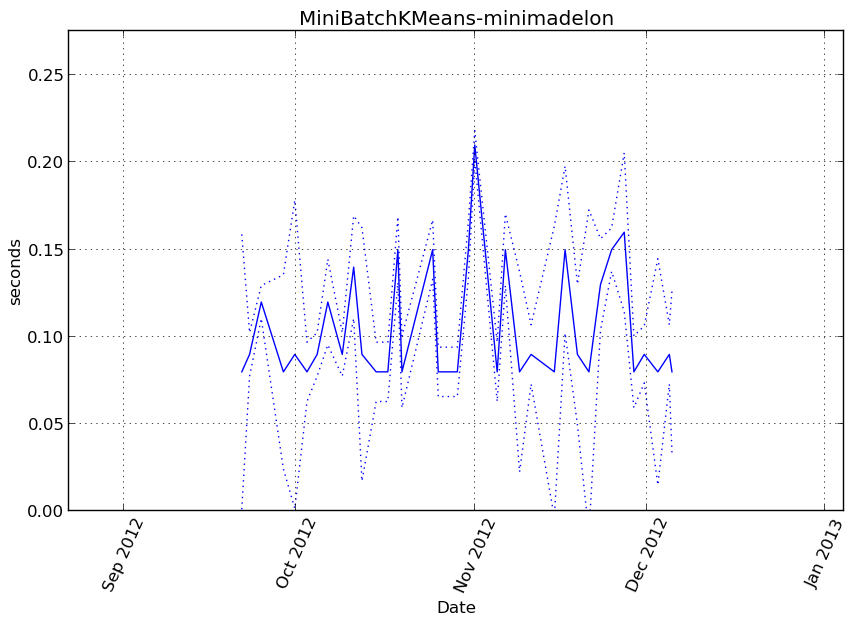 MiniBatchKMeans-minimadelon
0.25
0.20
0.15
0.10
0.05
0.00
seconds
Sep 2012
Oct 2012
Nov 2012
Dec 2012
Jan 2013
Date